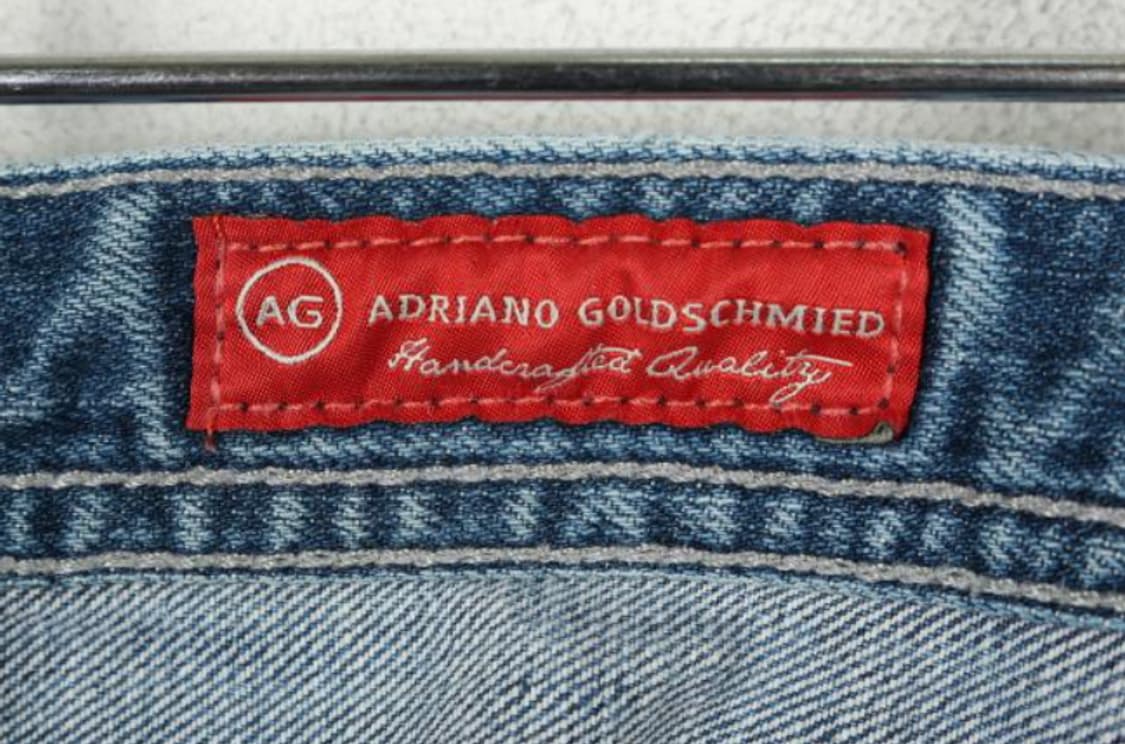 AG
ADRIANO GOLDSCHMIED
Handcrafted Quality